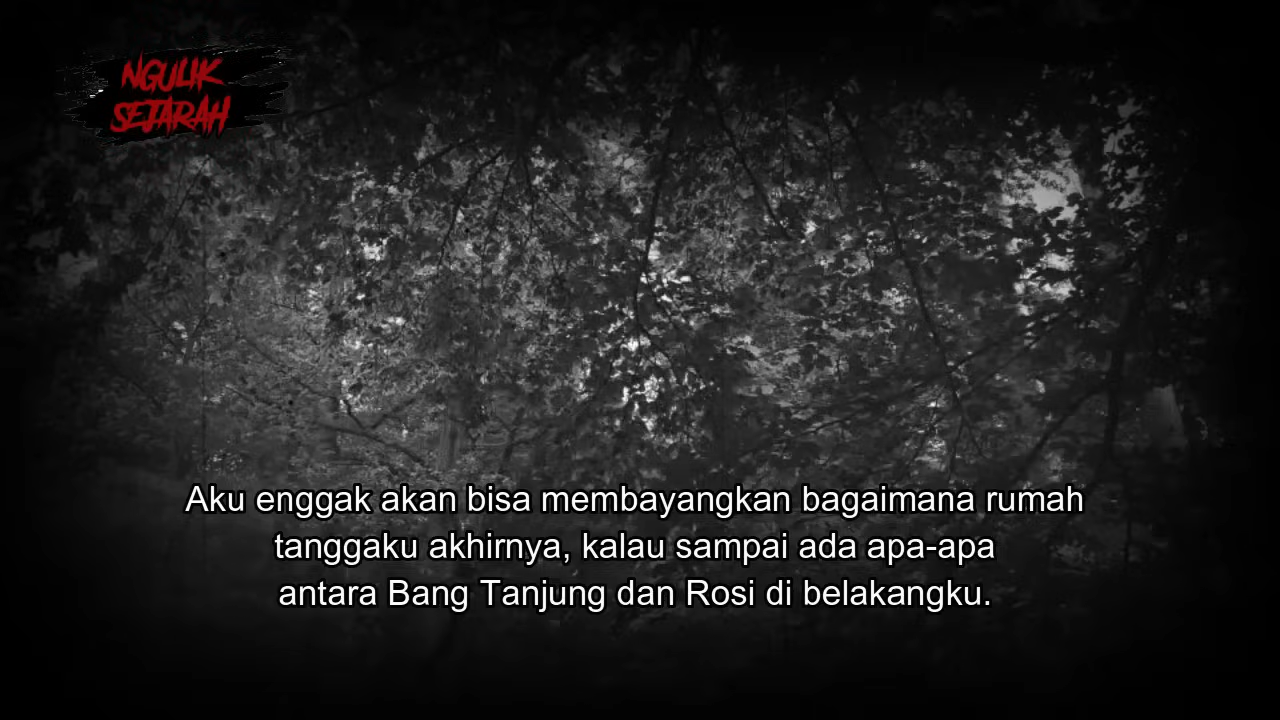 NGULIK
SEJARAH
Aku enggak akan bisa membayangkan bagaimana rumah
tanggaku akhirnya, kalau sampai ada apa-apa
antara Bang Tanjung dan Rosi di belakangku.